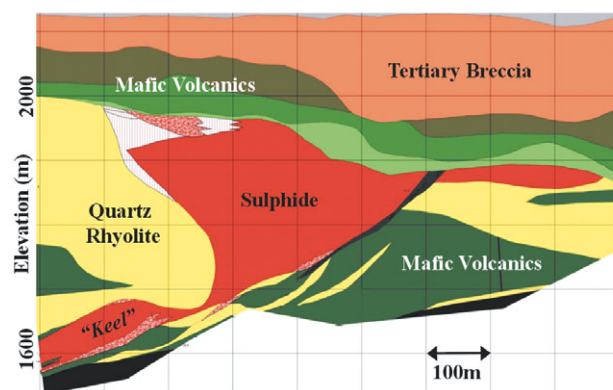 Mafic Volcanics
Tertiary Breccia
2000
Elevation (m)
Quartz
Rhyolite
Sulphide
Mafic Volcanics
"Keel"
1600
100m